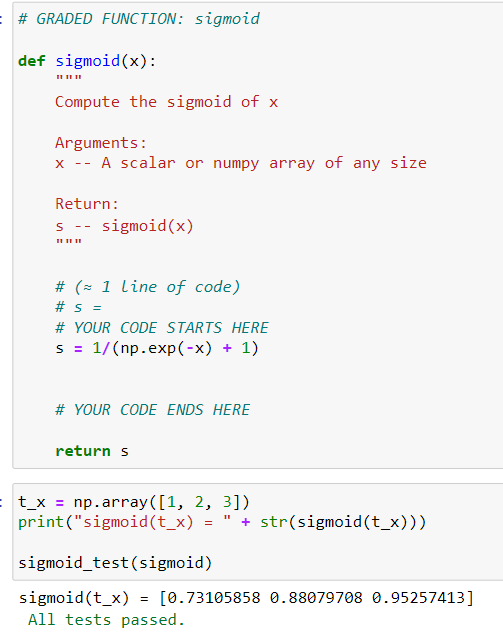 # GRADED FUNCTION: sigmoid
def sigmoid(x):
"""
Compute the sigmoid of x
Arguments:
x -- A scalar or numpy array of any size
Return:
s -- sigmoid(x)
"""
# (≈ 1 line of code)
# s =
# YOUR CODE STARTS HERE
s = 1/(np.exp(-x) + 1)
# YOUR CODE ENDS HERE
return s
t_x = np.array([1, 2, 3])
print("sigmoid(t_x) = " + str(sigmoid(t_x)))
sigmoid_test(sigmoid)
sigmoid(t_x) = [0.73105858 0.88079708 0.95257413]
All tests passed.